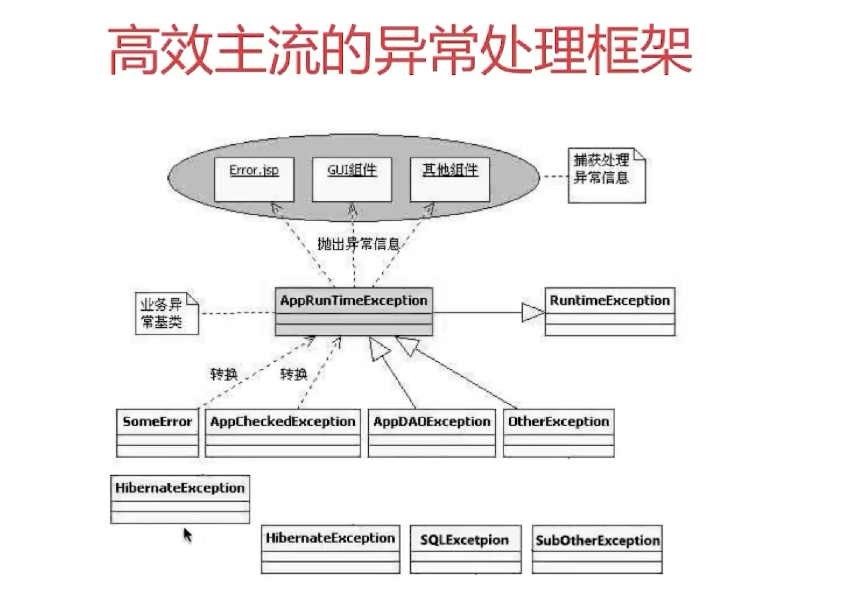 高效主流的异常处理框架
Error.jsp
GUI组件
其他组件
捕获处理
异常信息
抛出异常信息
业务异
常基类
AppRunTimeException
RuntimeException
转换
转换
SomeError
AppCheckedException
AppDAOException
OtherException
HibernateException
HibernateException
SQLExcetpion
SubOtherException